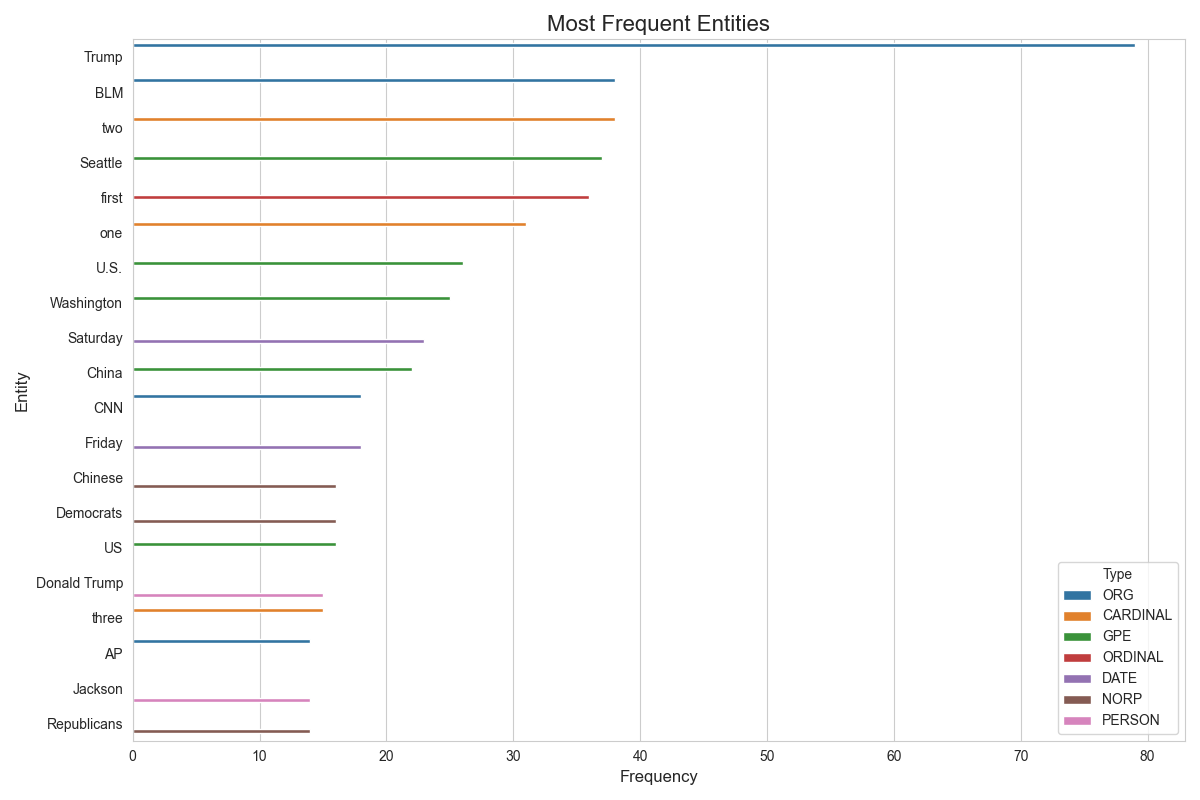 Most Frequent Entities
Entity
Trump
BLM
two
Seattle
first
one
U.S.
Washington
Saturday
China
CNN
Friday
Chinese
Democrats
US
Donald Trump
three
AP
Jackson
Republicans
Type
ORG
CARDINAL
GPE
ORDINAL
DATE
NORP
PERSON
0 10 20 30 40 50 60 70 80
Frequency